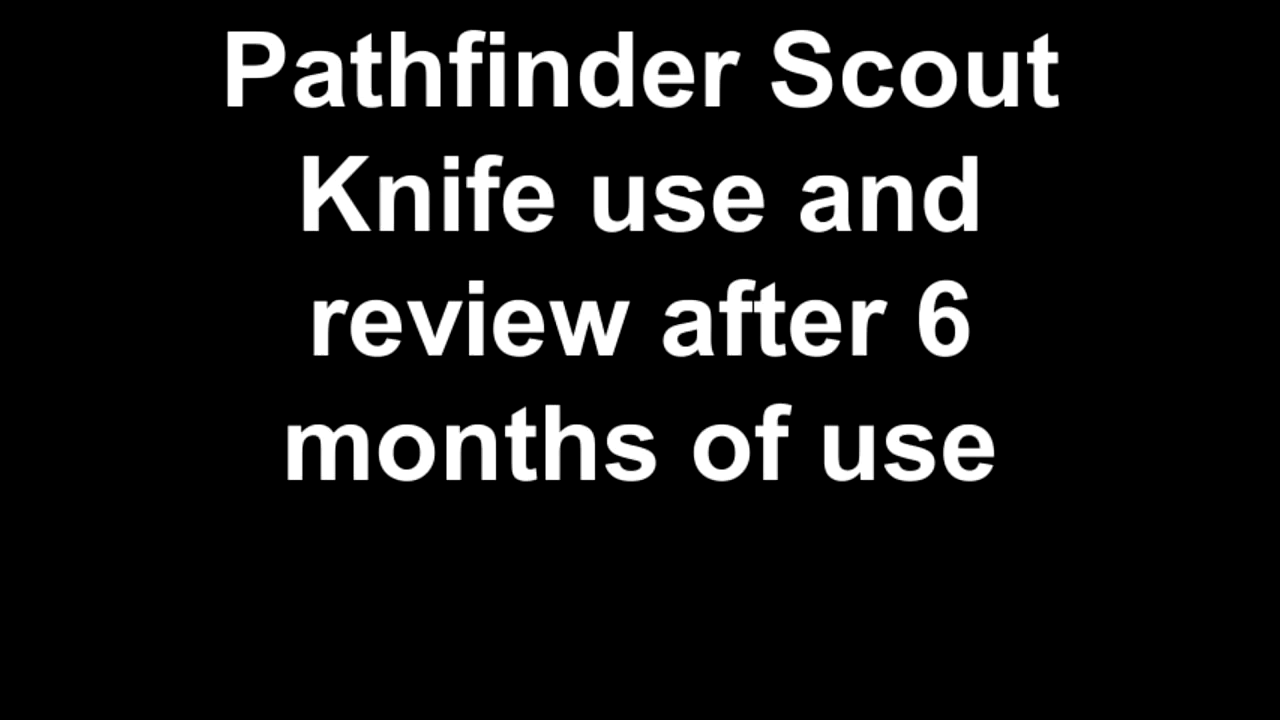 Pathfinder Scout
Knife use and
review after 6
months of use